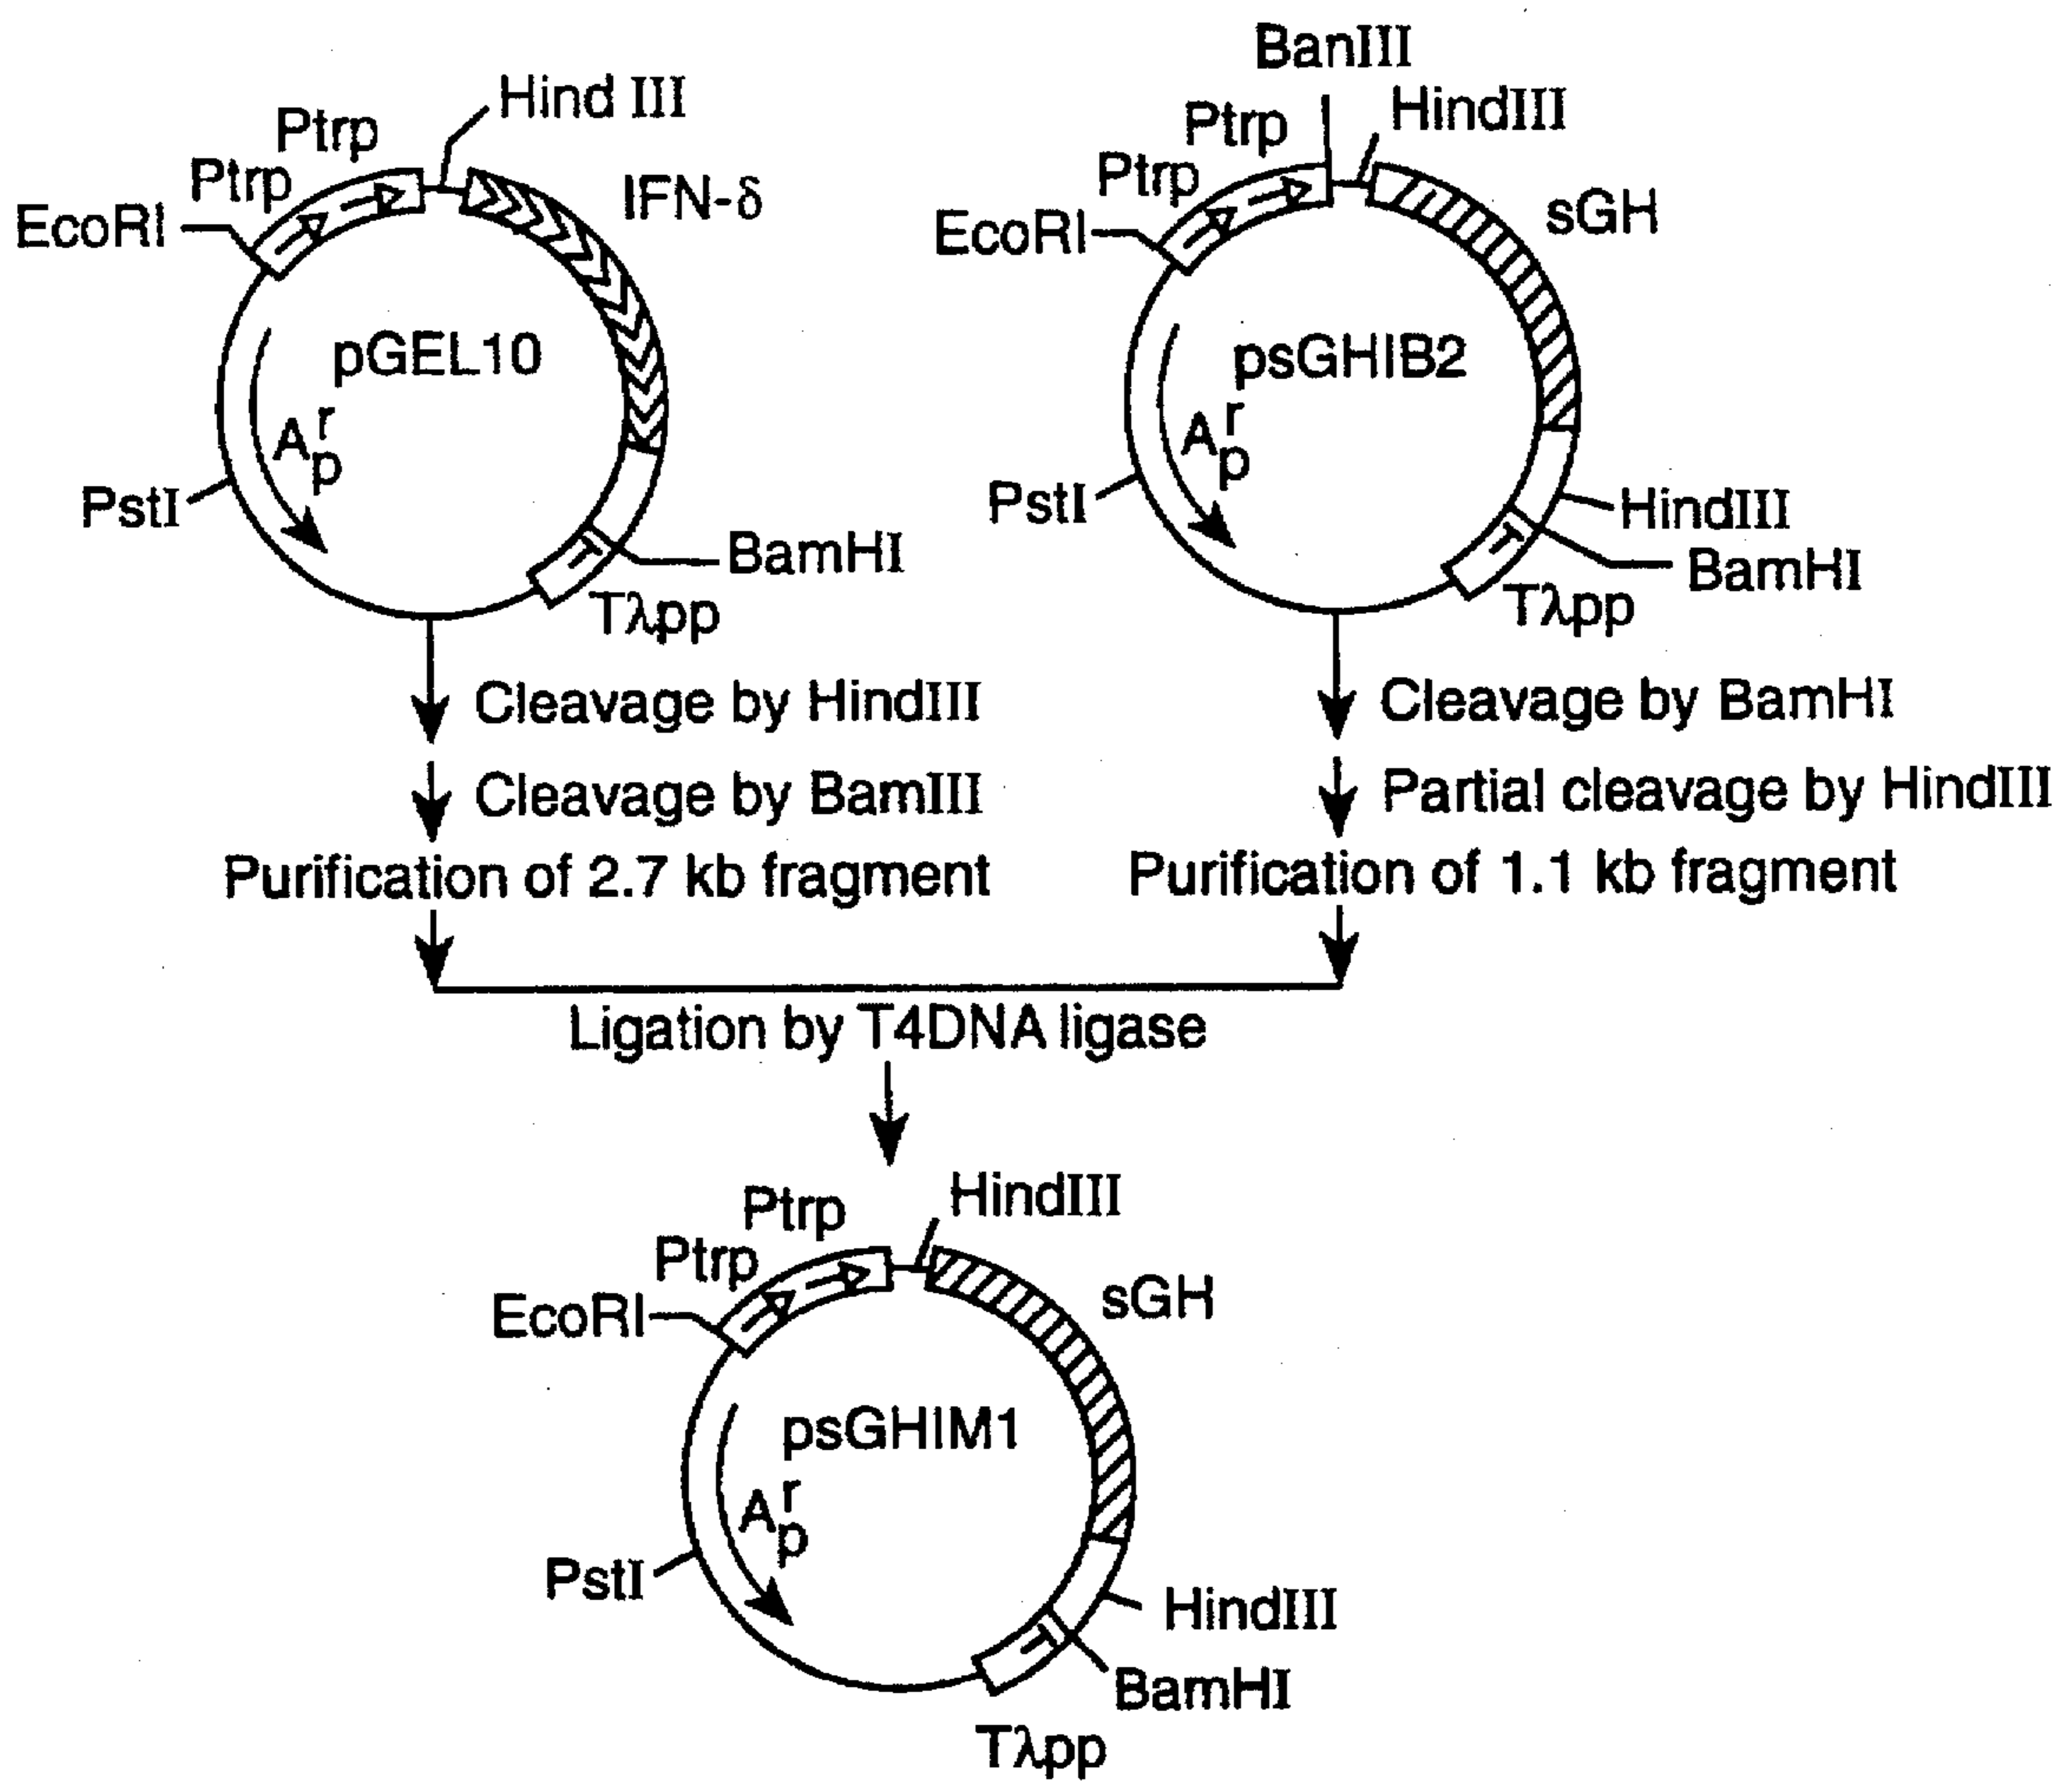 Hind III
Ptrp
Ptrp
IFN-δ
EcoRI
pGEL10
Apr
PstI
BamHI
Tλpp
BanIII
HindIII
Ptrp
Ptrp
sGH
EcoRI
psGHIB2
Apr
PstI
HindIII
BamHI
Tλpp
Cleavage by HindIII
Cleavage by BamIII
Purification of 2.7 kb fragment
Cleavage by BamHI
Partial cleavage by HindIII
Purification of 1.1 kb fragment
Ligation by T4DNA ligase
HindIII
Ptrp
Ptrp
sGH
EcoRI
psGHIM1
Apr
PstI
HindIII
BamHI
Tλpp